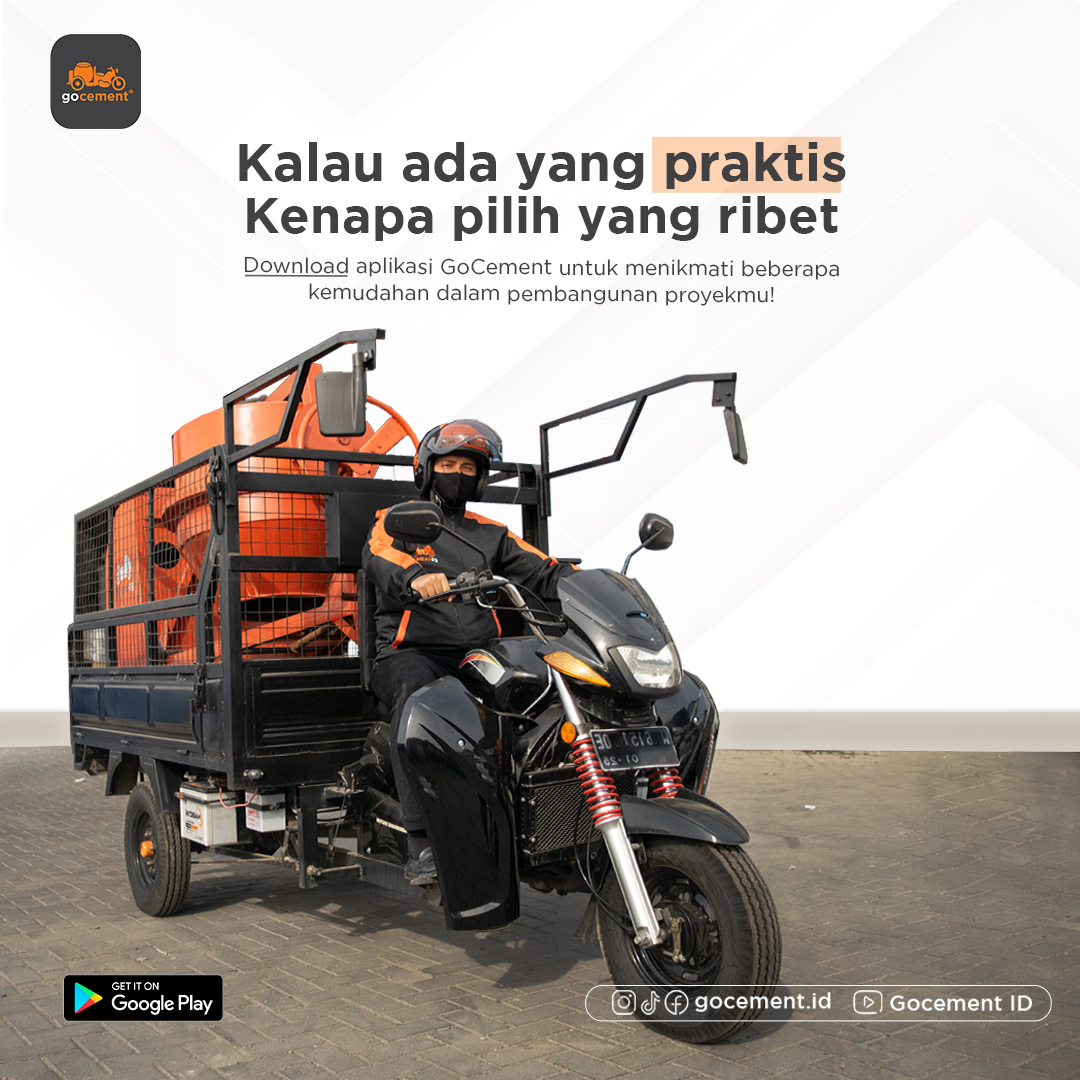 gocement
Kalau ada yang praktis
Kenapa pilih yang ribet
Download aplikasi GoCement untuk menikmati beberapa
kemudahan dalam pembangunan proyekmu!
GET IT ON
Google Play
gocement.id
Gocement ID